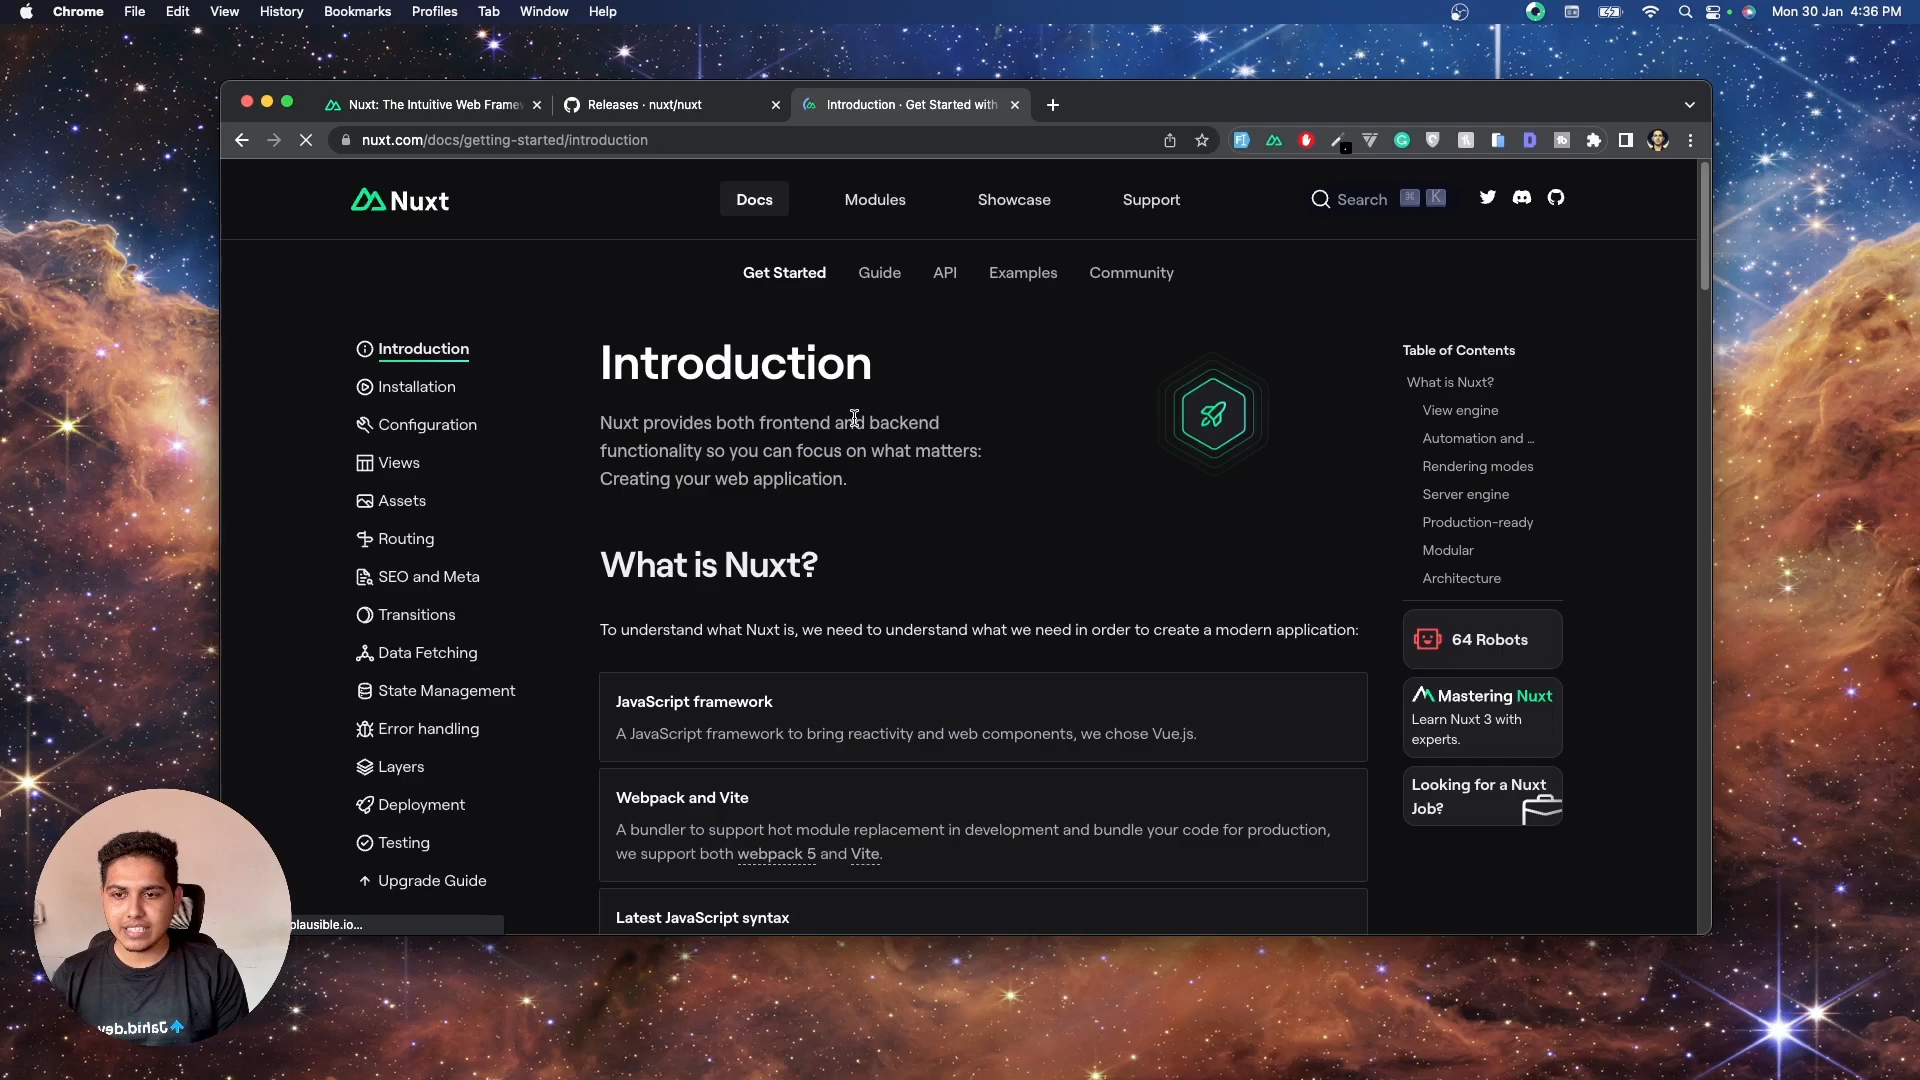 Chrome File Edit View History Bookmarks Profiles Tab Window Help Mon 30 Jan 4:36 PM
Nuxt: The Intuitive Web Frame Releases · nuxt/nuxt Introduction · Get Started with
nuxt.com/docs/getting-started/introduction
Nuxt Docs Modules Showcase Support Search ⌘ K
Get Started Guide API Examples Community
Introduction
Installation
Configuration
Views
Assets
Routing
SEO and Meta
Transitions
Data Fetching
State Management
Error handling
Layers
Deployment
Testing
Upgrade Guide
Introduction
Nuxt provides both frontend and backend
functionality so you can focus on what matters:
Creating your web application.
What is Nuxt?
To understand what Nuxt is, we need to understand what we need in order to create a modern application:
JavaScript framework
A JavaScript framework to bring reactivity and web components, we chose Vue.js.
Webpack and Vite
A bundler to support hot module replacement in development and bundle your code for production,
we support both webpack 5 and Vite.
Latest JavaScript syntax
Table of Contents
What is Nuxt?
View engine
Automation and ...
Rendering modes
Server engine
Production-ready
Modular
Architecture
64 Robots
Mastering Nuxt
Learn Nuxt 3 with
experts.
Looking for a Nuxt
Job?
plausible.io...
Jahid.dev